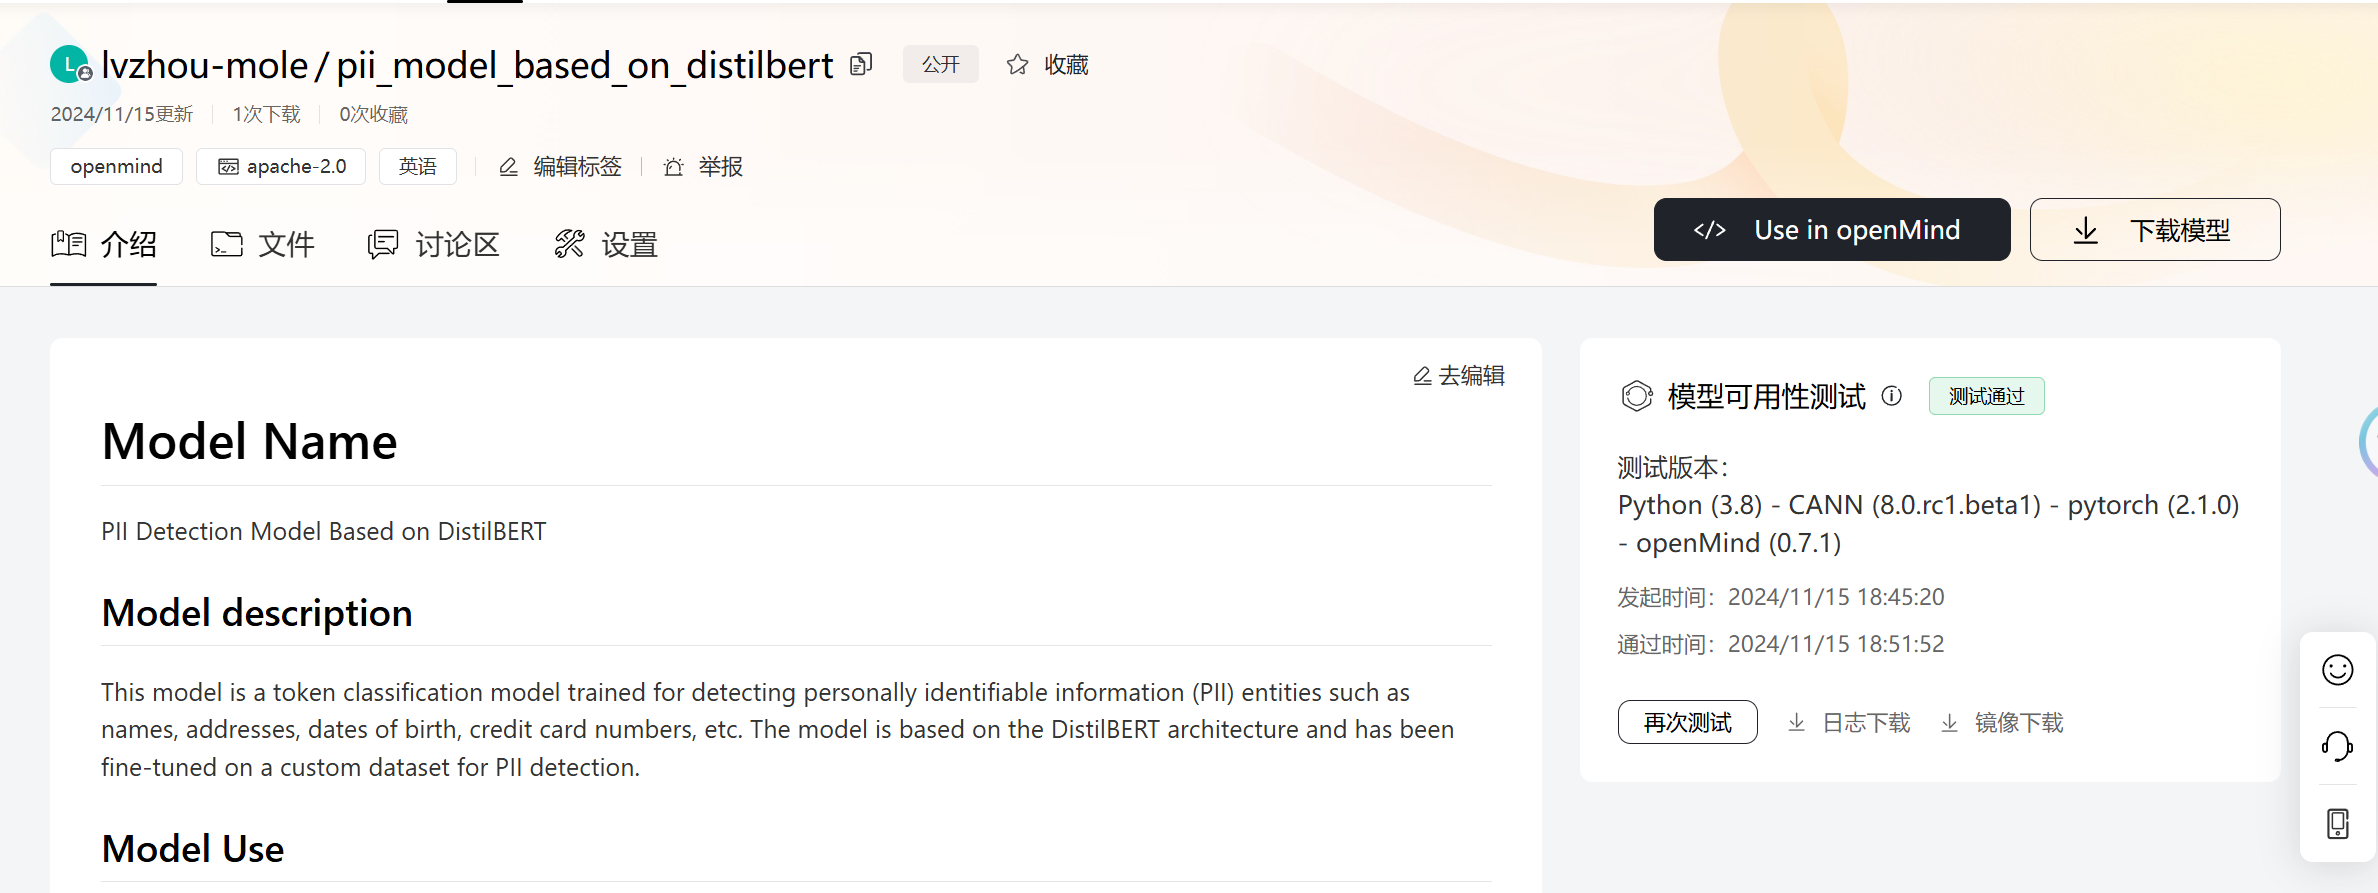 L lvzhou-mole / pii_model_based_on_distilbert 公开 收藏
2024/11/15更新 1次下载 0次收藏
openmind apache-2.0 英语 编辑标签 举报
介绍 文件 讨论区 设置
</> Use in openMind 下载模型
去编辑
Model Name
PII Detection Model Based on DistilBERT
Model description
This model is a token classification model trained for detecting personally identifiable information (PII) entities such as
names, addresses, dates of birth, credit card numbers, etc. The model is based on the DistilBERT architecture and has been
fine-tuned on a custom dataset for PII detection.
Model Use
模型可用性测试 测试通过
测试版本：
Python (3.8) - CANN (8.0.rc1.beta1) - pytorch (2.1.0)
- openMind (0.7.1)
发起时间：2024/11/15 18:45:20
通过时间：2024/11/15 18:51:52
再次测试 日志下载 镜像下载